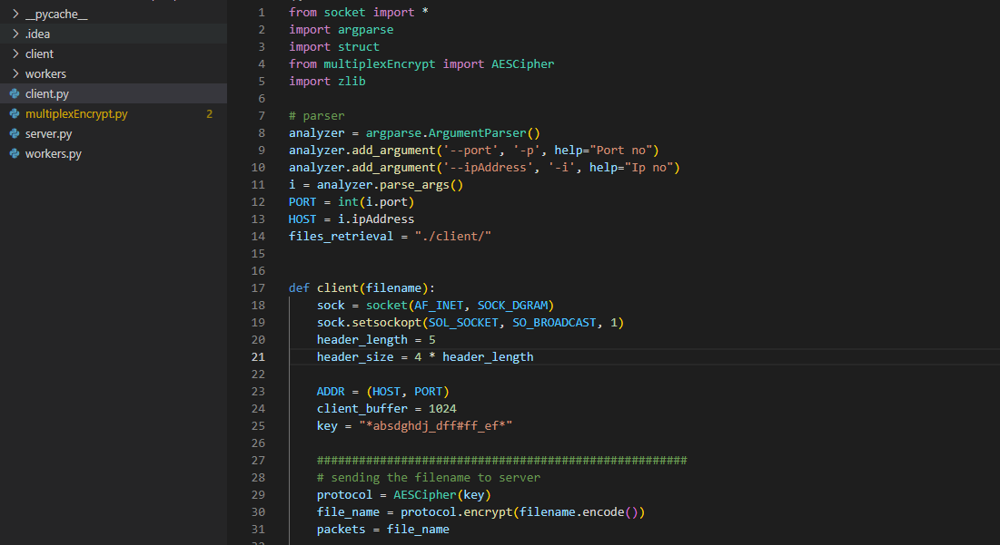 __pycache__
.idea
client
workers
client.py
multiplexEncrypt.py 2
server.py
workers.py
1 from socket import *
2 import argparse
3 import struct
4 from multiplexEncrypt import AESCipher
5 import zlib
6
7 # parser
8 analyzer = argparse.ArgumentParser()
9 analyzer.add_argument('--port', '-p', help="Port no")
10 analyzer.add_argument('--ipAddress', '-i', help="Ip no")
11 i = analyzer.parse_args()
12 PORT = int(i.port)
13 HOST = i.ipAddress
14 files_retrieval = "./client/"
15
16
17 def client(filename):
18     sock = socket(AF_INET, SOCK_DGRAM)
19     sock.setsockopt(SOL_SOCKET, SO_BROADCAST, 1)
20     header_length = 5
21     header_size = 4 * header_length
22
23     ADDR = (HOST, PORT)
24     client_buffer = 1024
25     key = "*absdghdj_dff#ff_ef*"
26
27     #####################################################
28     # sending the filename to server
29     protocol = AESCipher(key)
30     file_name = protocol.encrypt(filename.encode())
31     packets = file_name